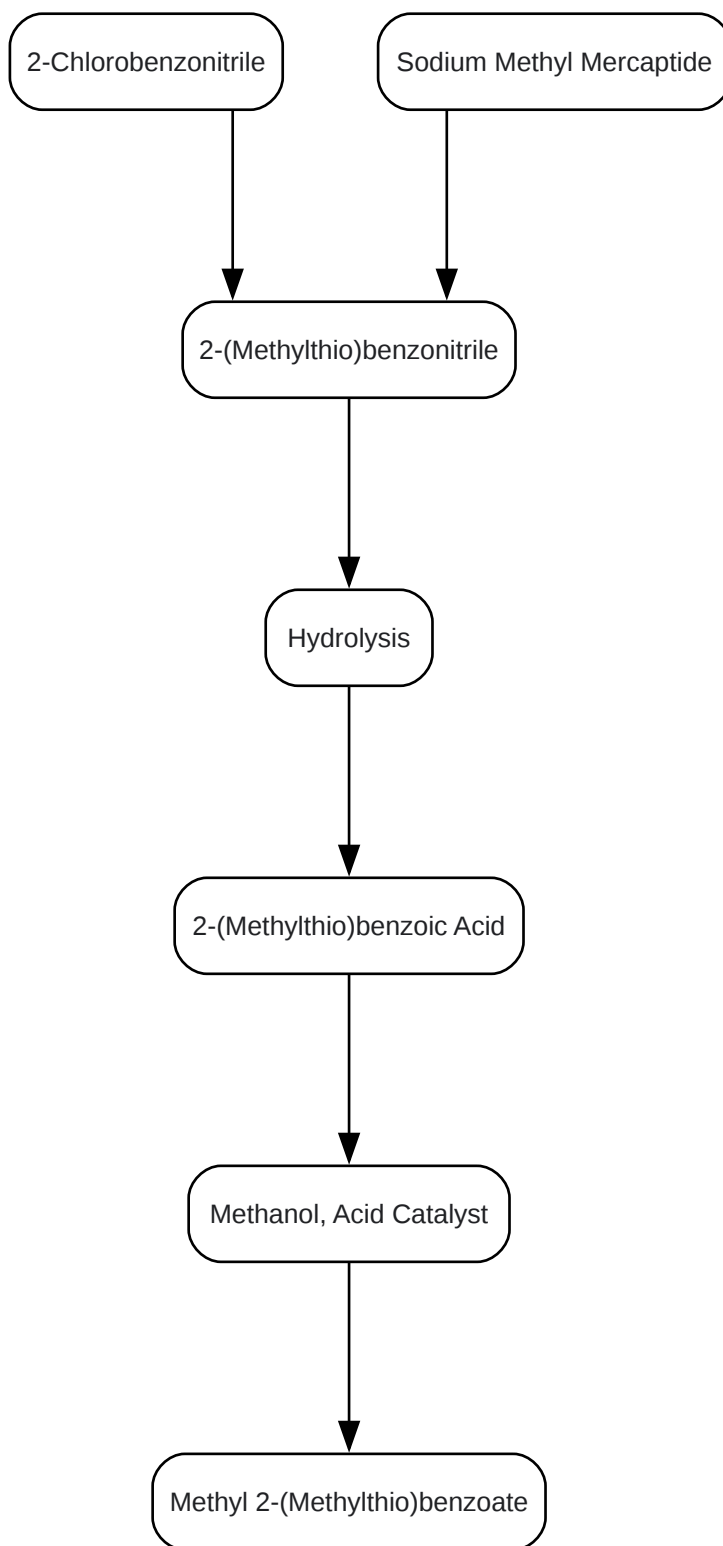 2-Chlorobenzonitrile
Sodium Methyl Mercaptide
2-(Methylthio)benzonitrile
Hydrolysis
2-(Methylthio)benzoic Acid
Methanol, Acid Catalyst
Methyl 2-(Methylthio)benzoate